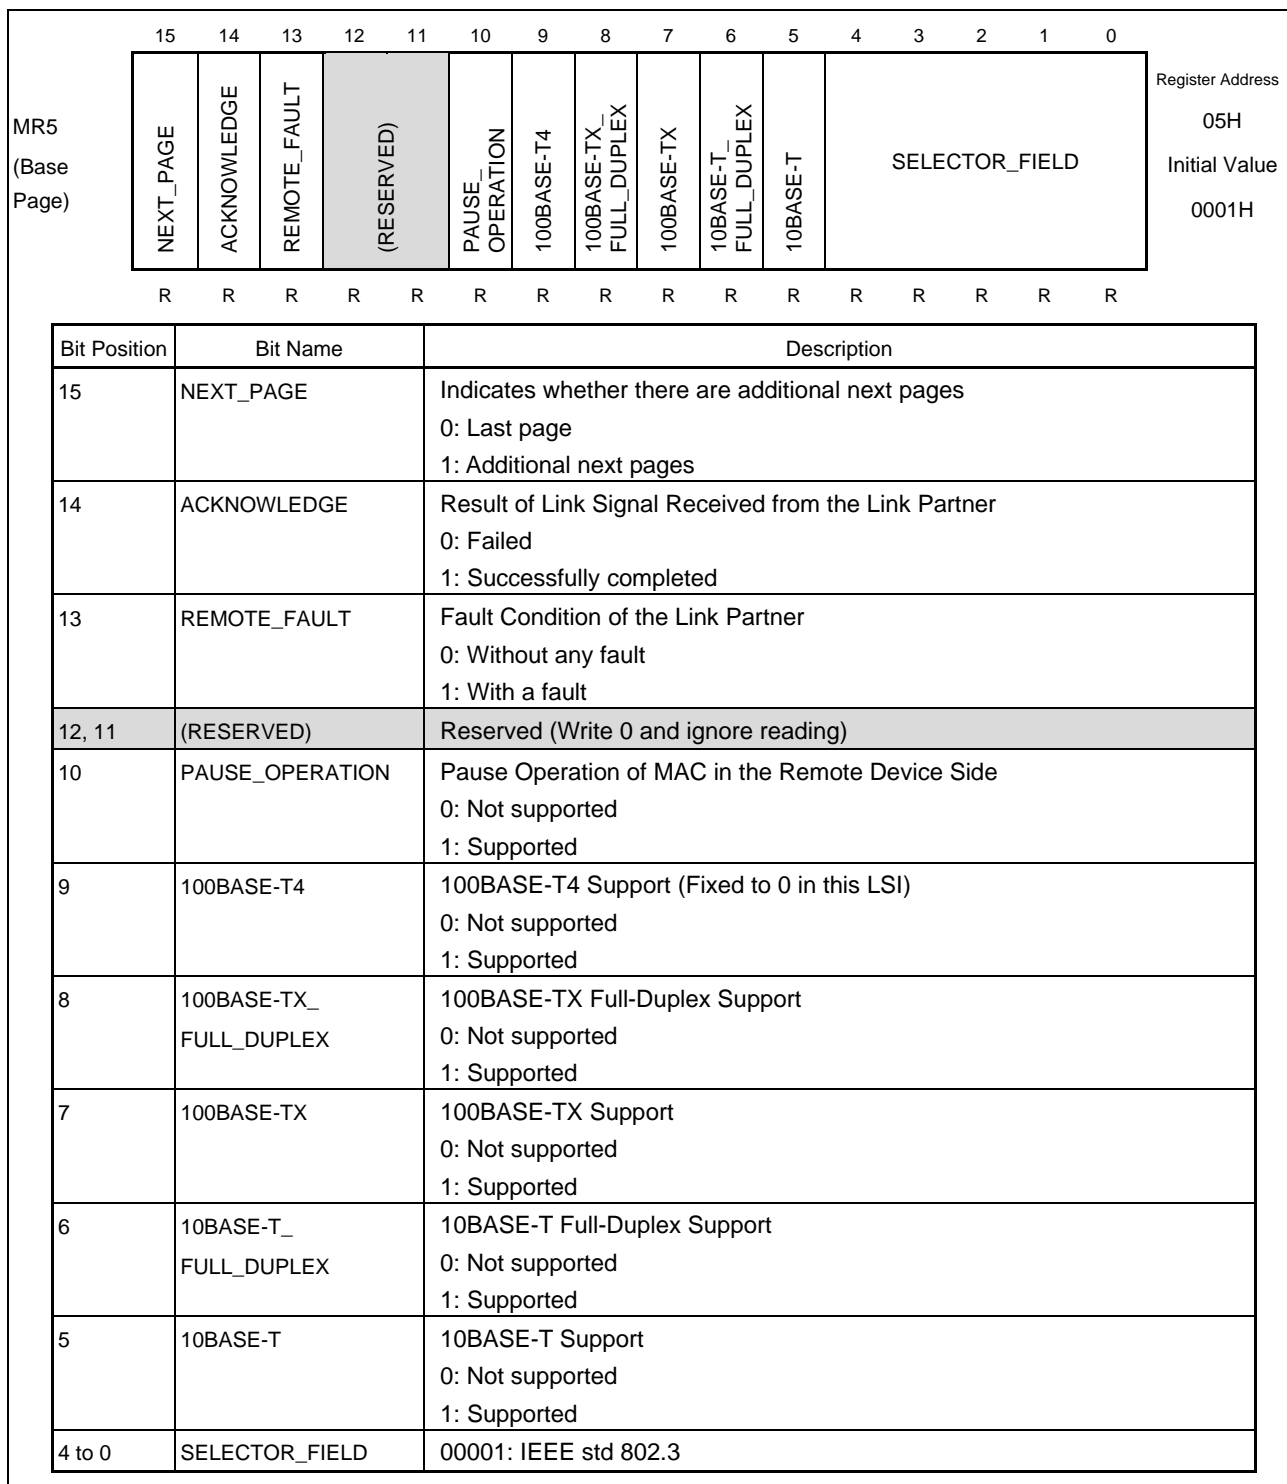 15 14 13 12 11 10 9 8 7 6 5 4 3 2 1 0
MR5
(Base
Page)
NEXT_PAGE
ACKNOWLEDGE
REMOTE_FAULT
(RESERVED)
PAUSE_
OPERATION
100BASE-T4
100BASE-TX_
FULL_DUPLEX
100BASE-TX
10BASE-T_
FULL_DUPLEX
10BASE-T
SELECTOR_FIELD
Register Address
05H
Initial Value
0001H
R R R R R R R R R R R R R R R R
Bit Position Bit Name Description
15 NEXT_PAGE Indicates whether there are additional next pages
0: Last page
1: Additional next pages
14 ACKNOWLEDGE Result of Link Signal Received from the Link Partner
0: Failed
1: Successfully completed
13 REMOTE_FAULT Fault Condition of the Link Partner
0: Without any fault
1: With a fault
12, 11 (RESERVED) Reserved (Write 0 and ignore reading)
10 PAUSE_OPERATION Pause Operation of MAC in the Remote Device Side
0: Not supported
1: Supported
9 100BASE-T4 100BASE-T4 Support (Fixed to 0 in this LSI)
0: Not supported
1: Supported
8 100BASE-TX_ 100BASE-TX Full-Duplex Support
FULL_DUPLEX 0: Not supported
1: Supported
7 100BASE-TX 100BASE-TX Support
0: Not supported
1: Supported
6 10BASE-T_ 10BASE-T Full-Duplex Support
FULL_DUPLEX 0: Not supported
1: Supported
5 10BASE-T 10BASE-T Support
0: Not supported
1: Supported
4 to 0 SELECTOR_FIELD 00001: IEEE std 802.3